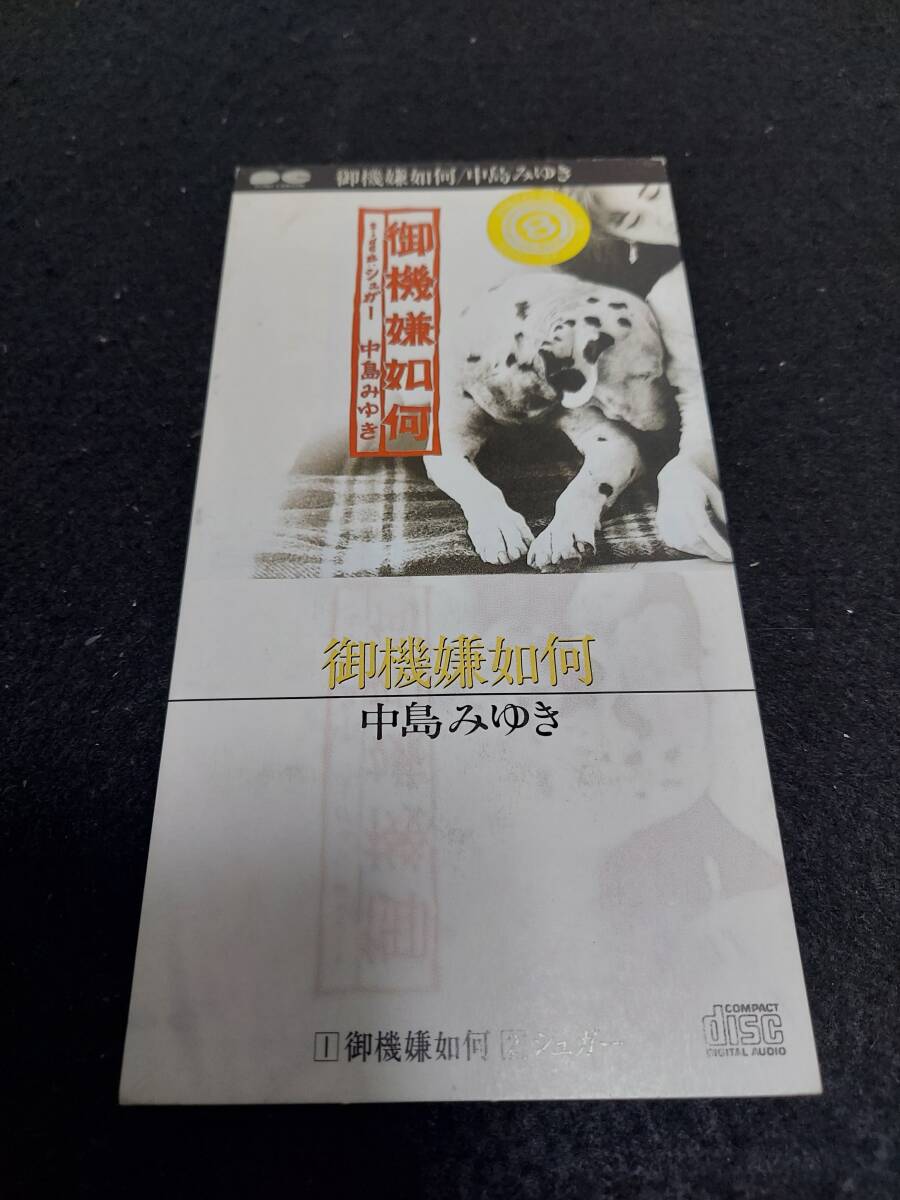 御機嫌如何/中島みゆき
御機嫌如何
シュガー 中島みゆき
御機嫌如何
中島みゆき
1 御機嫌如何 2 シュガー
COMPACT
disc
DIGITAL AUDIO